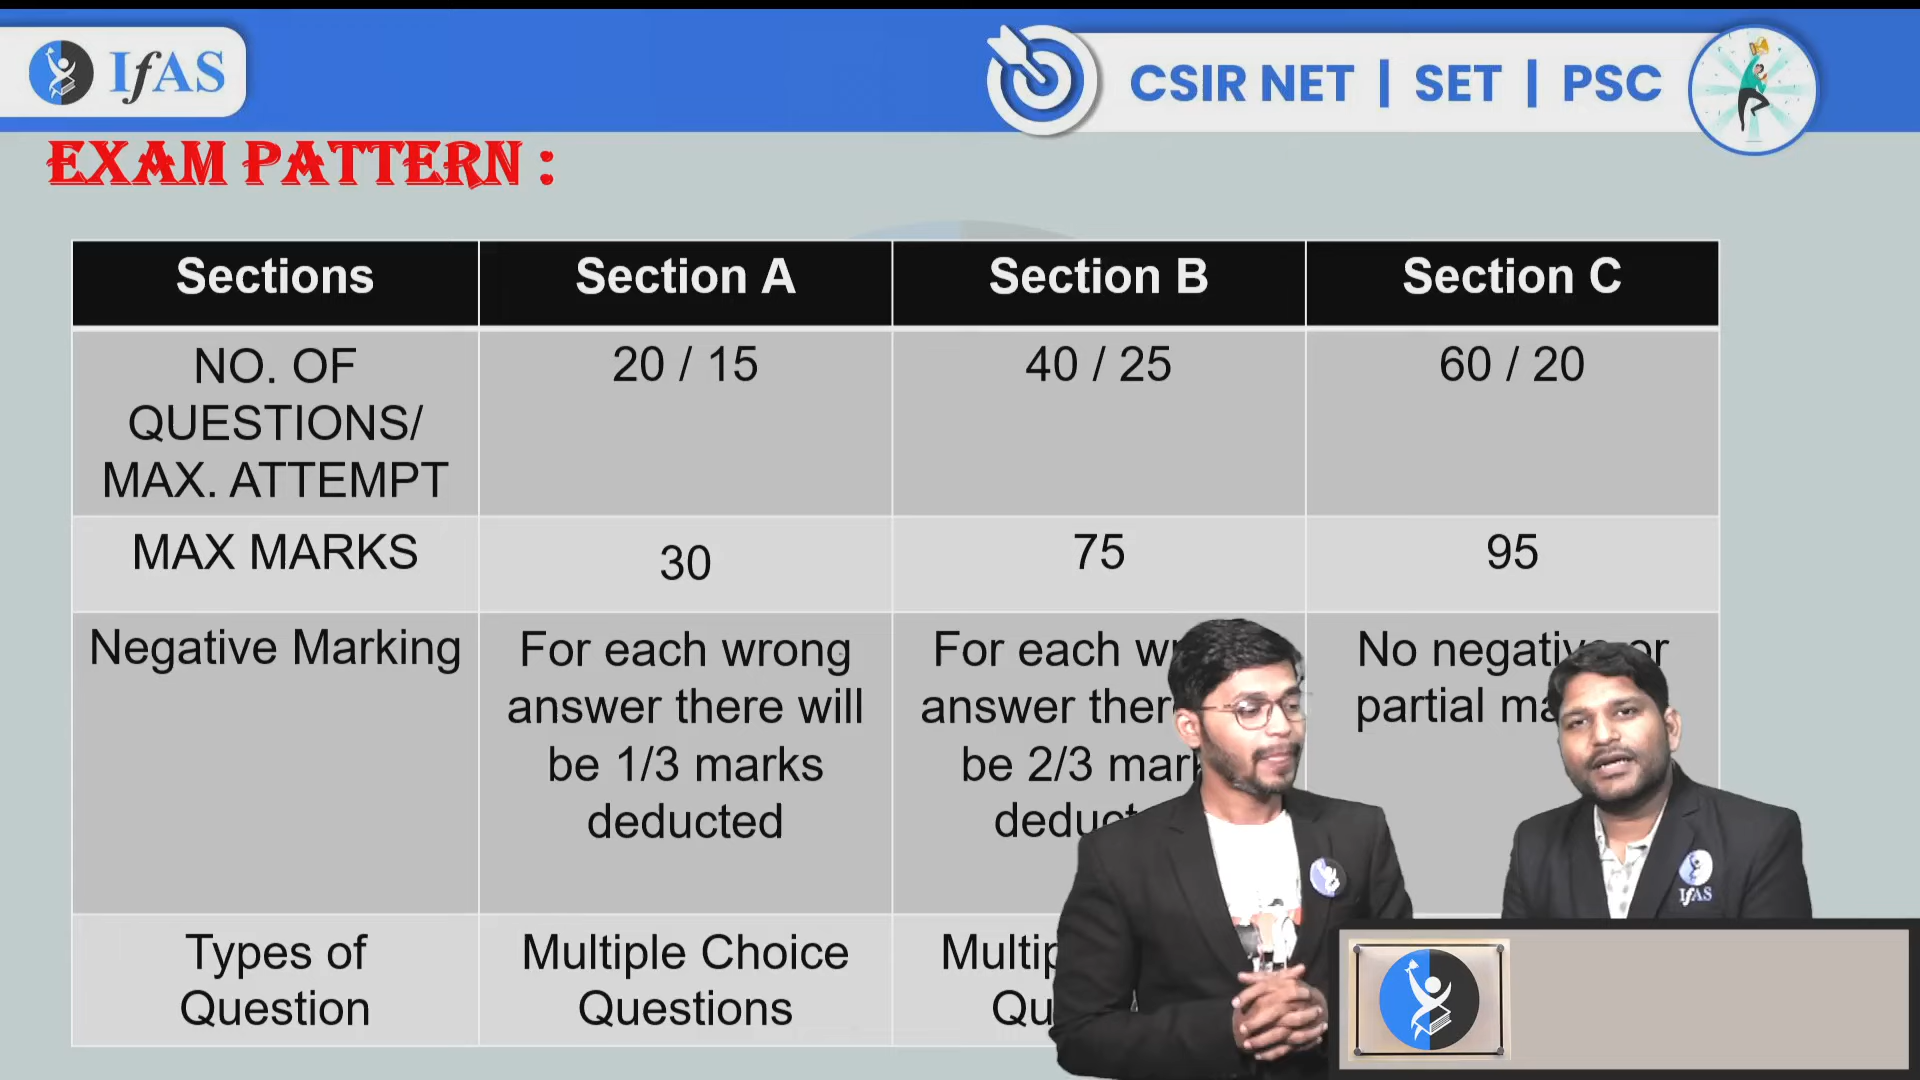 IfAS
CSIR NET | SET | PSC
EXAM PATTERN :
Sections
Section A
Section B
Section C
NO. OF
QUESTIONS/
MAX. ATTEMPT
20 / 15
40 / 25
60 / 20
MAX MARKS
30
75
95
Negative Marking
For each wrong
answer there will
be 1/3 marks
deducted
For each
answer
be 2/3
No
partial
Types of
Question
Multiple Choice
Questions
IfAS